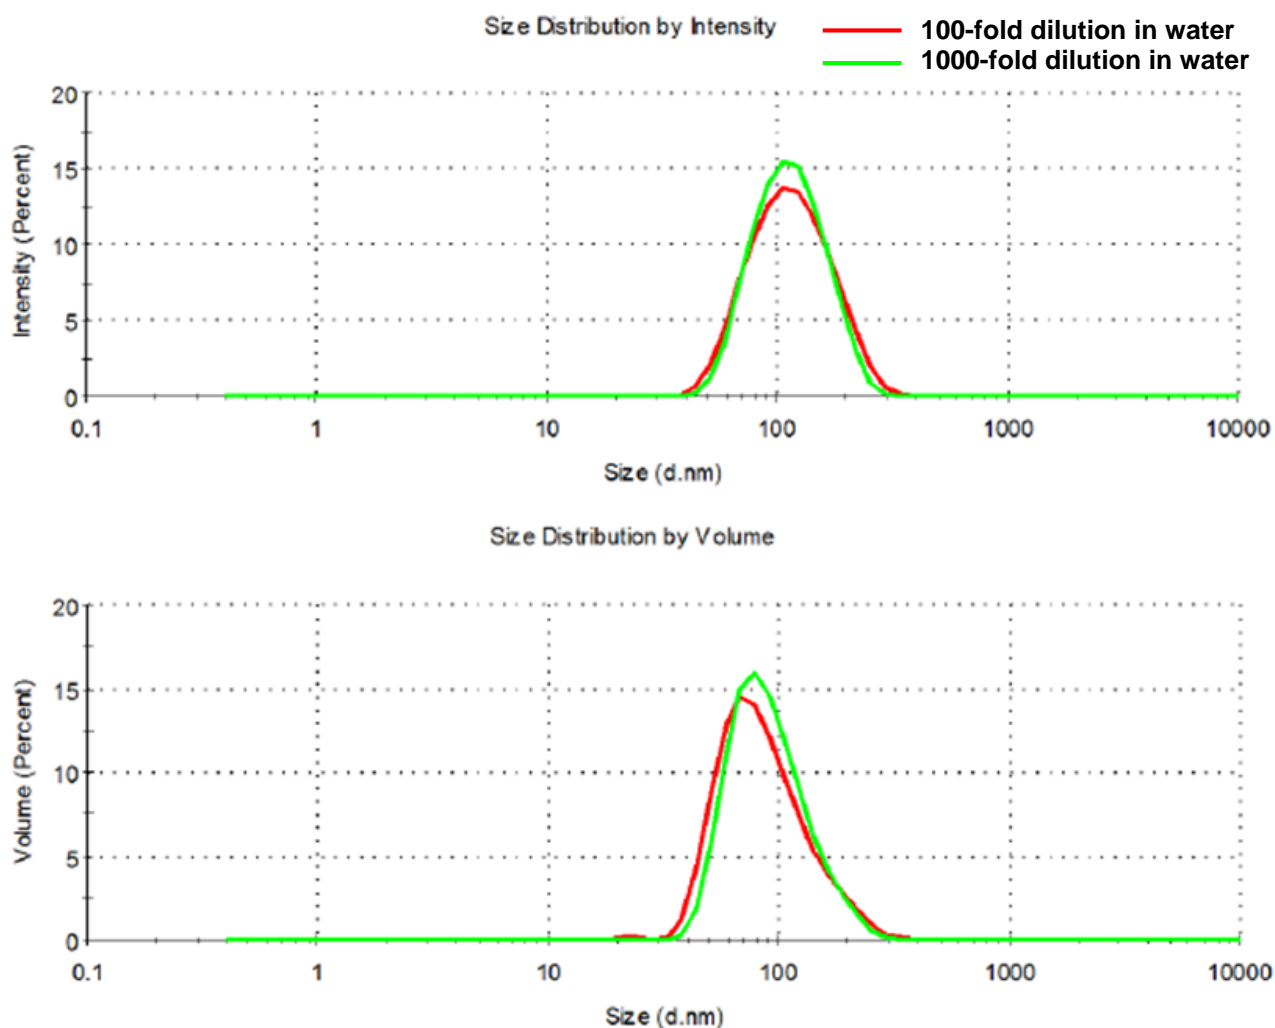 Size Distribution by Intensity
100-fold dilution in water
1000-fold dilution in water
20
15
10
5
0
Intensity (Percent)
0.1 1 10 100 1000 10000
Size (d.nm)
Size Distribution by Volume
20
15
10
5
0
Volume (Percent)
0.1 1 10 100 1000 10000
Size (d.nm)